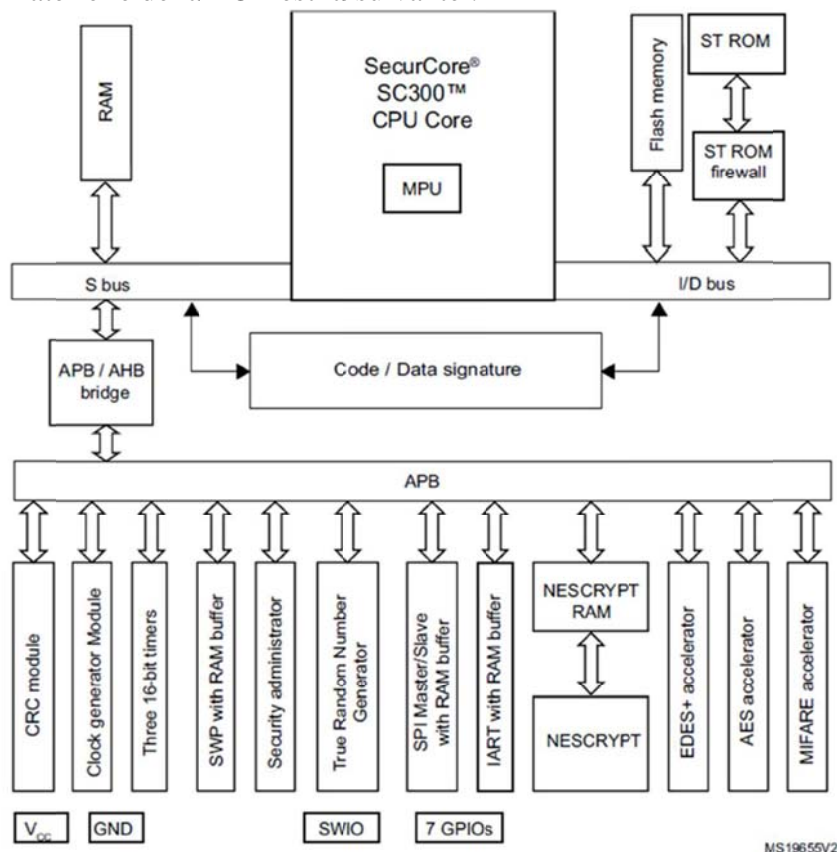 RAM
SecurCore®
SC300™
CPU Core
MPU
Flash memory
ST ROM
ST ROM
firewall
S bus
I/D bus
APB / AHB
bridge
Code / Data signature
APB
CRC module
Clock generator Module
Three 16-bit timers
SWP with RAM buffer
Security administrator
True Random Number
Generator
SPI Master/Slave
with RAM buffer
IART with RAM buffer
NESCRYPT
RAM
NESCRYPT
EDES+ accelerator
AES accelerator
MIFARE accelerator
VCC
GND
SWIO
7 GPIOs
MS19655V2